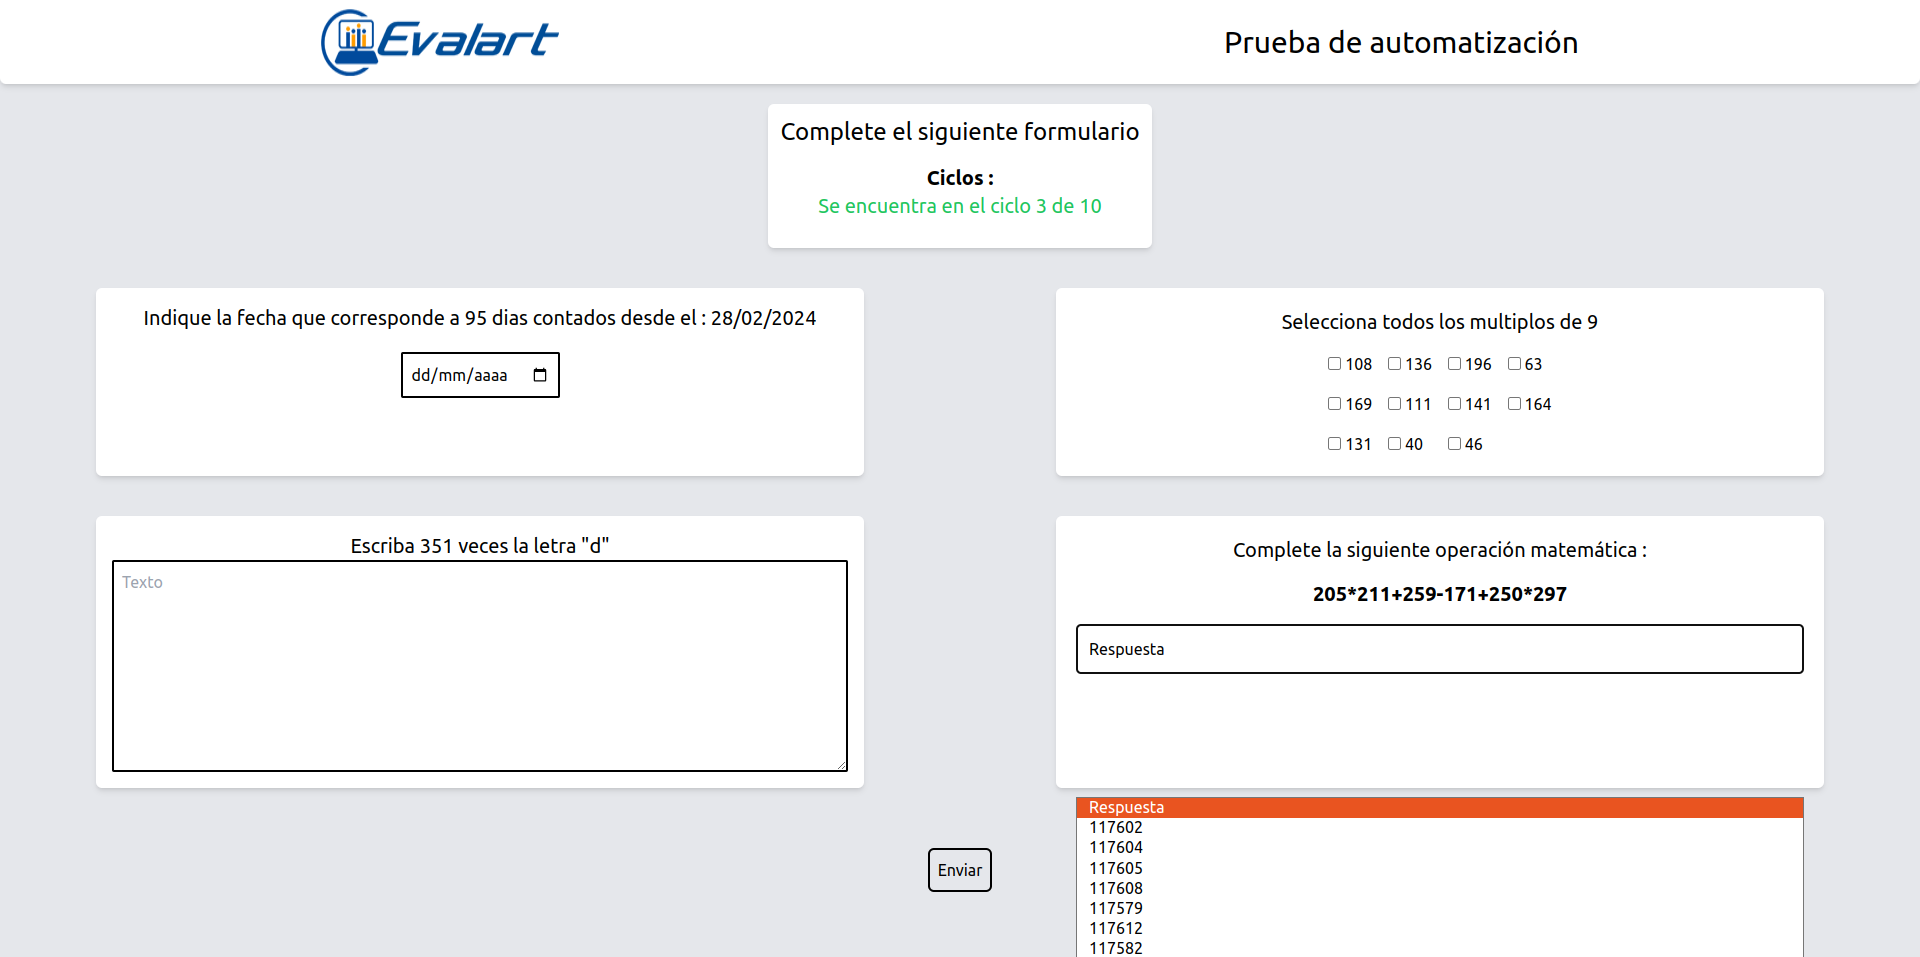 Evalart
Prueba de automatización
Complete el siguiente formulario
Ciclos :
Se encuentra en el ciclo 3 de 10
Indique la fecha que corresponde a 95 dias contados desde el : 28/02/2024
dd/mm/aaaa
Selecciona todos los multiplos de 9
108 136 196 63
169 111 141 164
131 40 46
Escriba 351 veces la letra "d"
Texto
Complete la siguiente operación matemática :
205*211+259-171+250*297
Respuesta
Respuesta
117602
117604
117605
117608
117579
117612
117582
Enviar